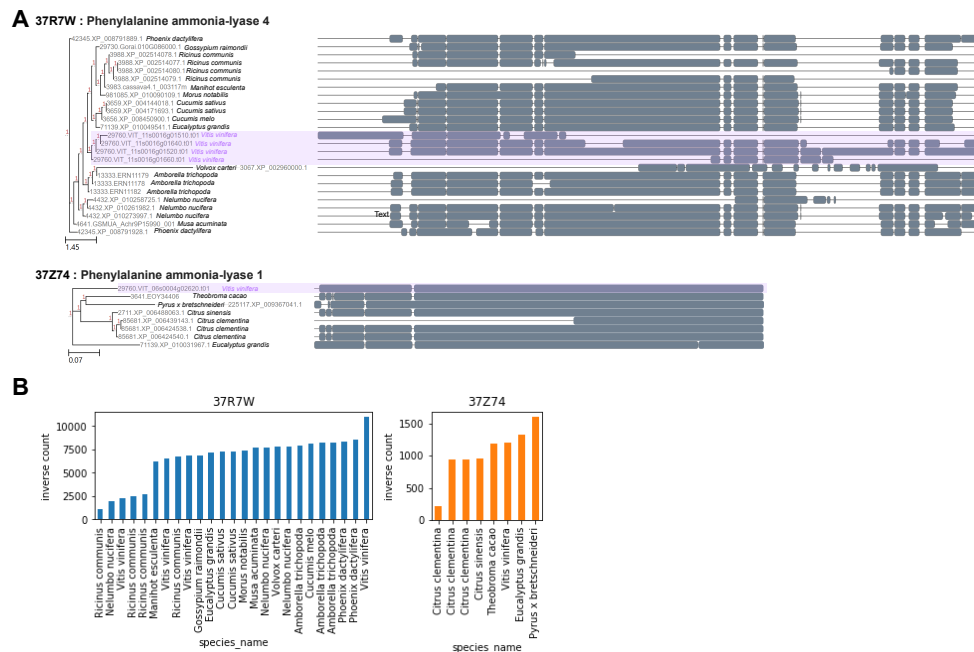 A 37R7W : Phenylalanine ammonia-lyase 4
42345.XP_008791889.1 Phoenix dactylifera
29730.Gorai.010G086000.1 Gossypium raimondii
3988.XP_002514078.1 Ricinus communis
3988.XP_002514077.1 Ricinus communis
3988.XP_002514080.1 Ricinus communis
3988.XP_002514079.1 Ricinus communis
3983.cassava4.1_003117m Manihot esculenta
981085.XP_010090109.1 Morus notabilis
3659.XP_004144018.1 Cucumis sativus
3659.XP_004171693.1 Cucumis sativus
3656.XP_008450900.1 Cucumis melo
71139.XP_010049541.1 Eucalyptus grandis
29760.VIT_11s0016g01510.t01 Vitis vinifera
29760.VIT_11s0016g01640.t01 Vitis vinifera
29760.VIT_11s0016g01520.t01 Vitis vinifera
29760.VIT_11s0016g01660.t01 Vitis vinifera
Volvox carteri 3067.XP_002960000.1
13333.ERN11179 Amborella trichopoda
13333.ERN11178 Amborella trichopoda
13333.ERN11182 Amborella trichopoda
4432.XP_010258725.1 Nelumbo nucifera
4432.XP_010261982.1 Nelumbo nucifera
4432.XP_010273997.1 Nelumbo nucifera
Text
4641.GSMUA_Achr9P15990_001 Musa acuminata
42345.XP_008791928.1 Phoenix dactylifera
1.45
37Z74 : Phenylalanine ammonia-lyase 1
29760.VIT_06s0004g02620.t01 Vitis vinifera
3641.EOY34406 Theobroma cacao
Pyrus x bretschneideri 225117.XP_009367041.1
2711.XP_006488063.1 Citrus sinensis
85681.XP_006439143.1 Citrus clementina
85681.XP_006424538.1 Citrus clementina
85681.XP_006424540.1 Citrus clementina
71139.XP_010031967.1 Eucalyptus grandis
0.07
B
37R7W
inverse count
10000
7500
5000
2500
0
Ricinus communis
Nelumbo nucifera
Vitis vinifera
Ricinus communis
Ricinus communis
Manihot esculenta
Vitis vinifera
Ricinus communis
Vitis vinifera
Gossypium raimondii
Eucalyptus grandis
Cucumis sativus
Cucumis sativus
Morus notabilis
Musa acuminata
Nelumbo nucifera
Volvox carteri
Nelumbo nucifera
Amborella trichopoda
Cucumis melo
Amborella trichopoda
Amborella trichopoda
Phoenix dactylifera
Phoenix dactylifera
Vitis vinifera
species_name
37Z74
inverse count
1500
1000
500
0
Citrus clementina
Citrus clementina
Citrus clementina
Citrus sinensis
Theobroma cacao
Vitis vinifera
Eucalyptus grandis
Pyrus x bretschneideri
species_name